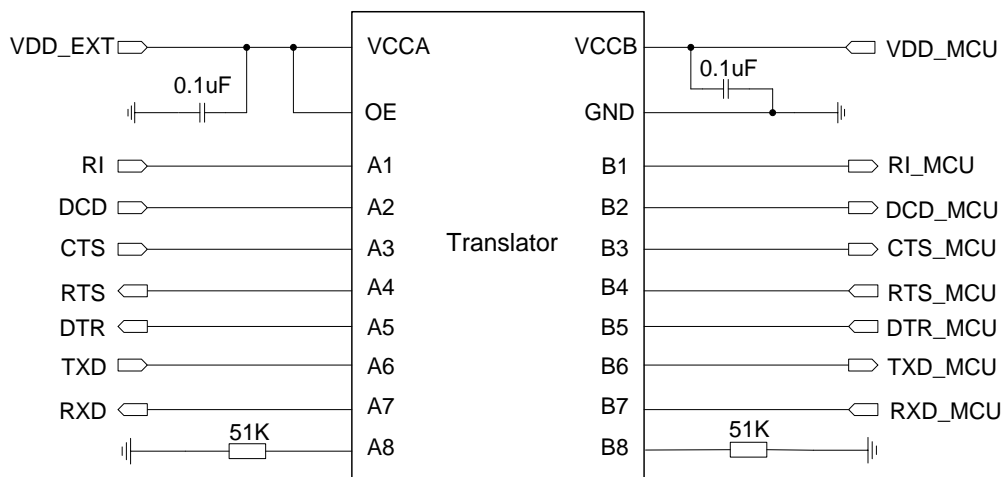 VDD_EXT VCCA VCCB VDD_MCU
0.1uF 0.1uF
OE GND
RI A1 B1 RI_MCU
DCD A2 B2 DCD_MCU
CTS A3 Translator B3 CTS_MCU
RTS A4 B4 RTS_MCU
DTR A5 B5 DTR_MCU
TXD A6 B6 TXD_MCU
RXD A7 B7 RXD_MCU
51K A8 B8 51K